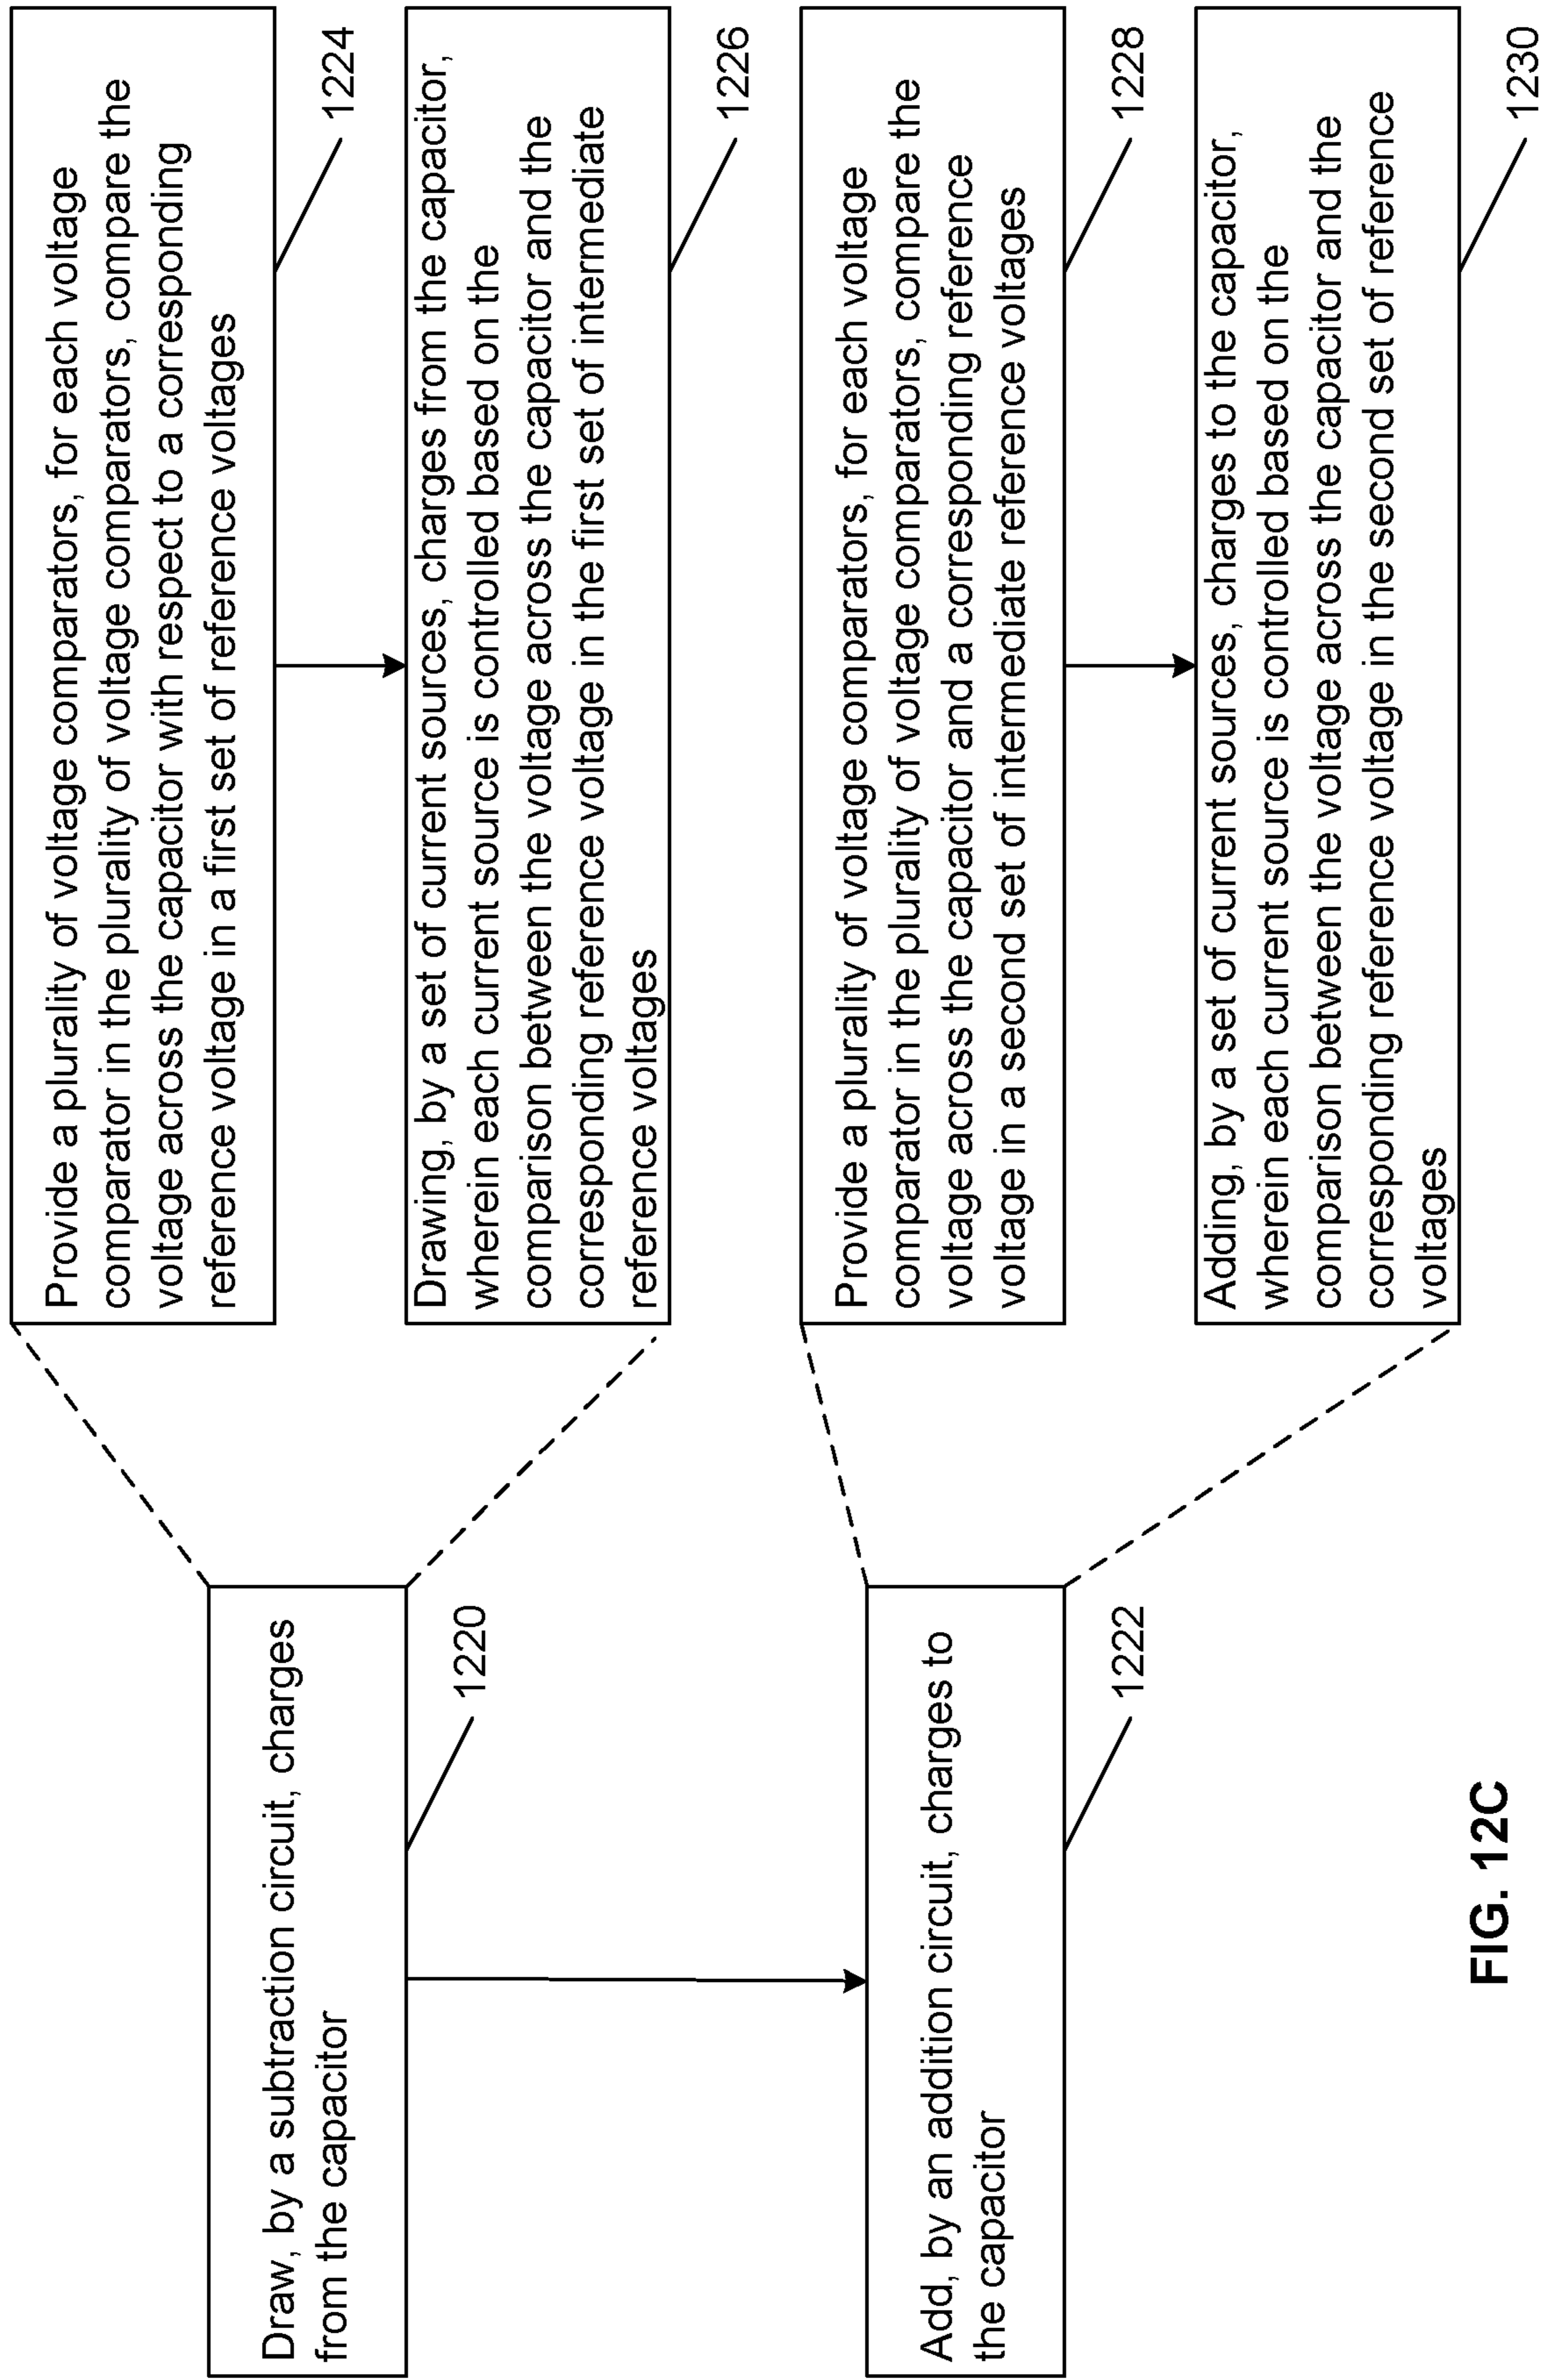 Draw, by a subtraction circuit, charges
from the capacitor
1220
Add, by an addition circuit, charges to
the capacitor
1222
Provide a plurality of voltage comparators, for each voltage
comparator in the plurality of voltage comparators, compare the
voltage across the capacitor with respect to a corresponding
reference voltage in a first set of reference voltages
1224
Drawing, by a set of current sources, charges from the capacitor,
wherein each current source is controlled based on the
comparison between the voltage across the capacitor and the
corresponding reference voltage in the first set of intermediate
reference voltages
1226
Provide a plurality of voltage comparators, for each voltage
comparator in the plurality of voltage comparators, compare the
voltage across the capacitor and a corresponding reference
voltage in a second set of intermediate reference voltages
1228
Adding, by a set of current sources, charges to the capacitor,
wherein each current source is controlled based on the
comparison between the voltage across the capacitor and the
corresponding reference voltage in the second set of reference
voltages
1230
FIG. 12C